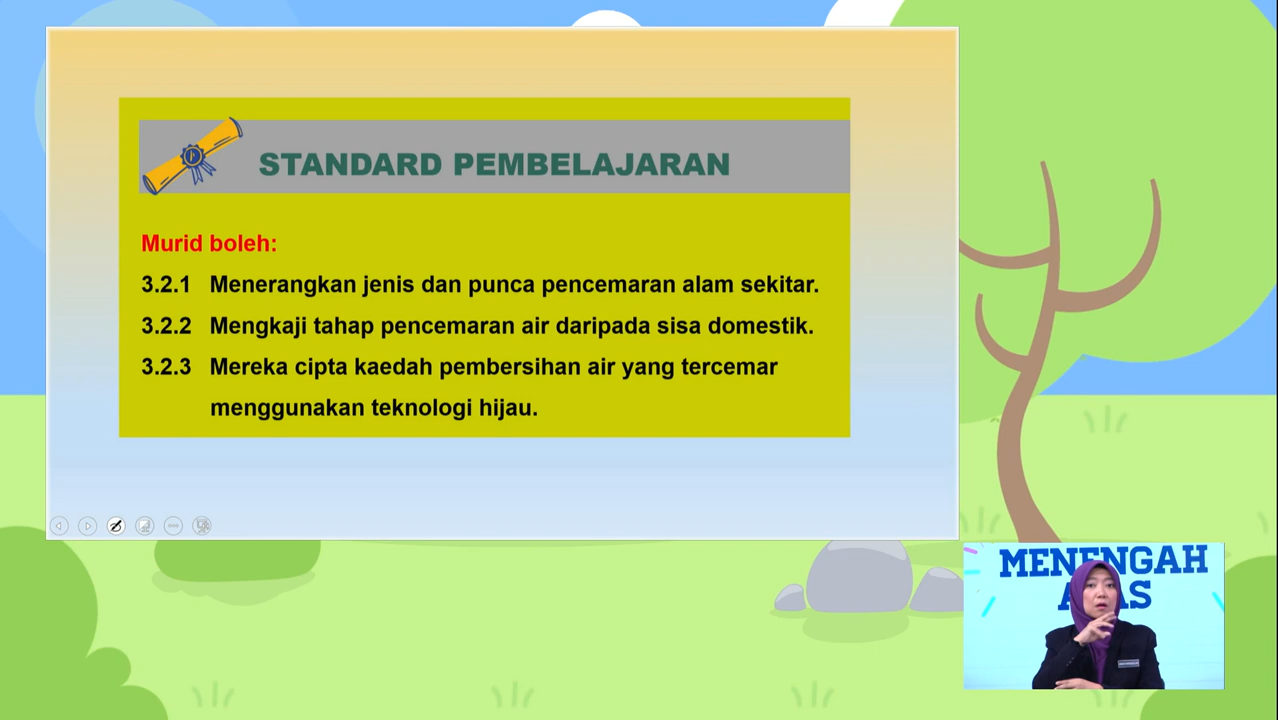 STANDARD PEMBELAJARAN
Murid boleh:
3.2.1 Menerangkan jenis dan punca pencemaran alam sekitar.
3.2.2 Mengkaji tahap pencemaran air daripada sisa domestik.
3.2.3 Mereka cipta kaedah pembersihan air yang tercemar
menggunakan teknologi hijau.
MENENGAH